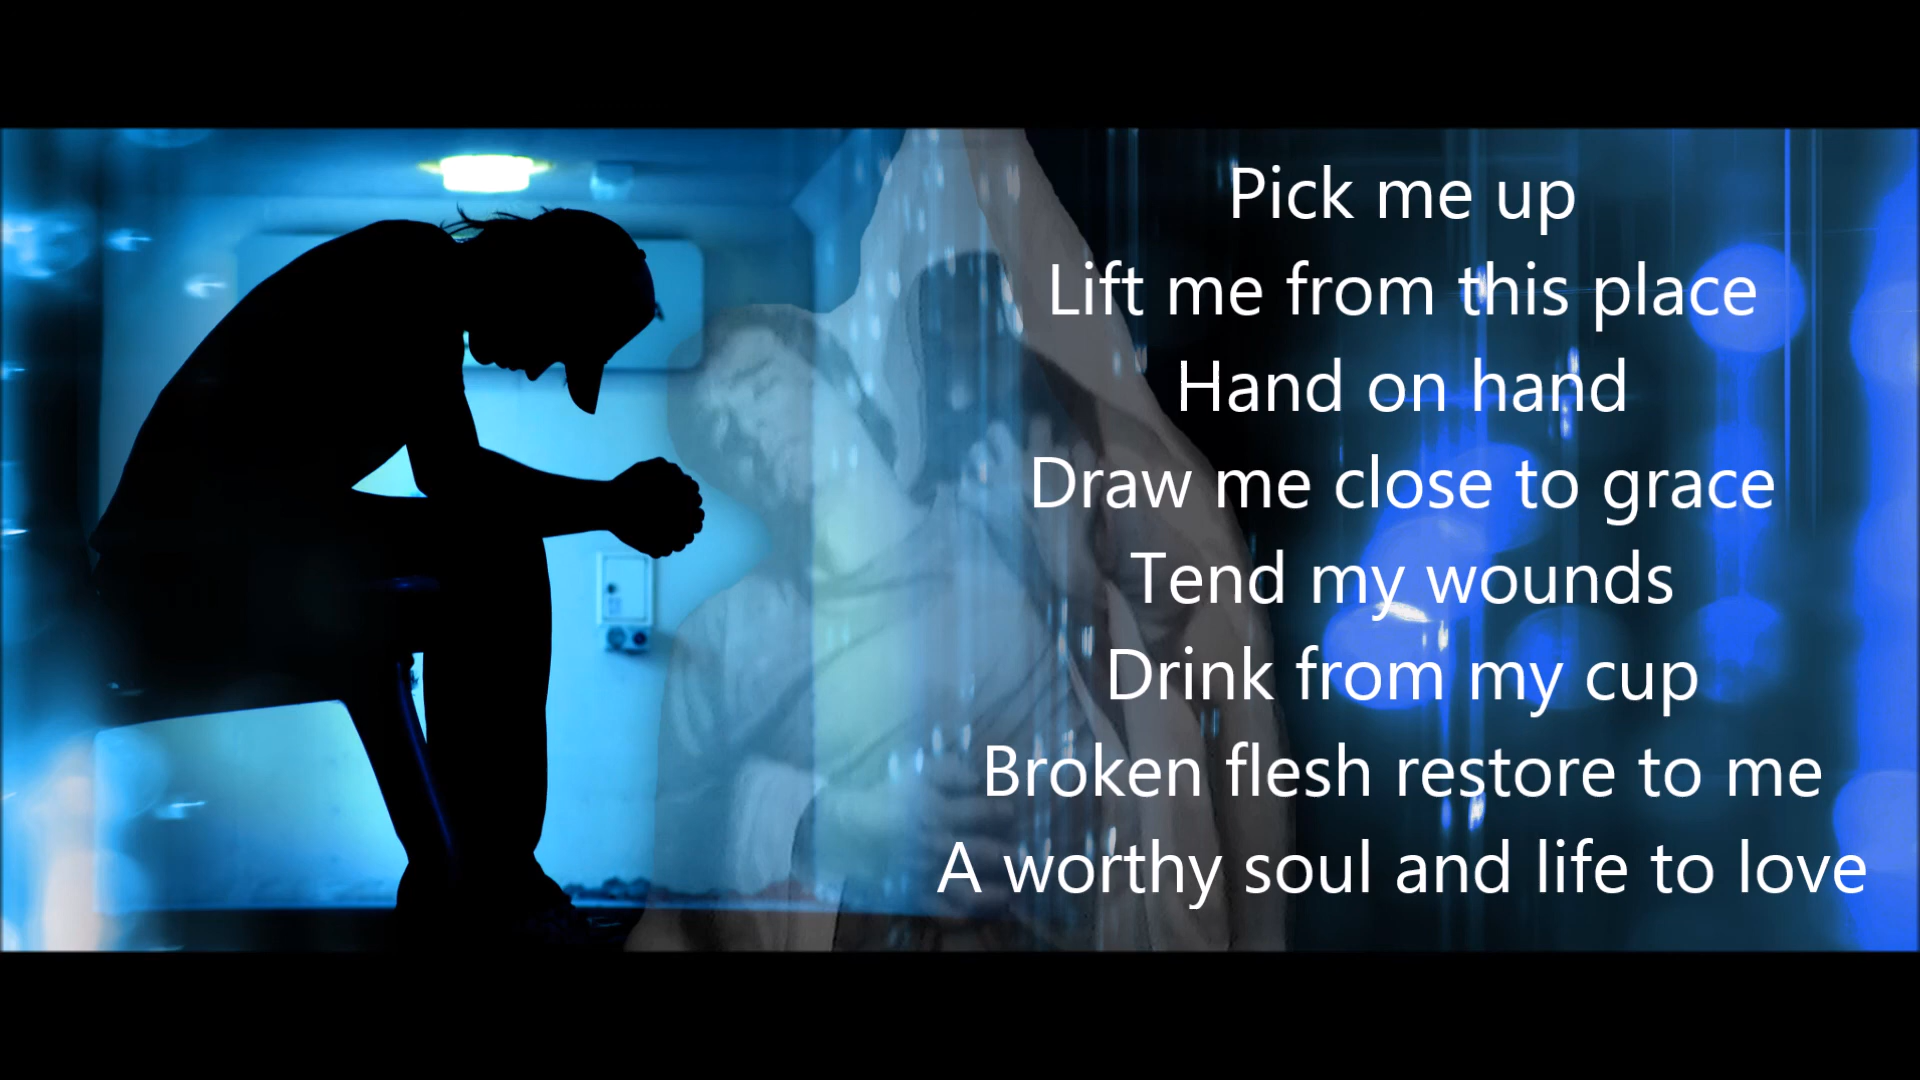 Pick me up
Lift me from this place
Hand on hand
Draw me close to grace
Tend my wounds
Drink from my cup
Broken flesh restore to me
A worthy soul and life to love